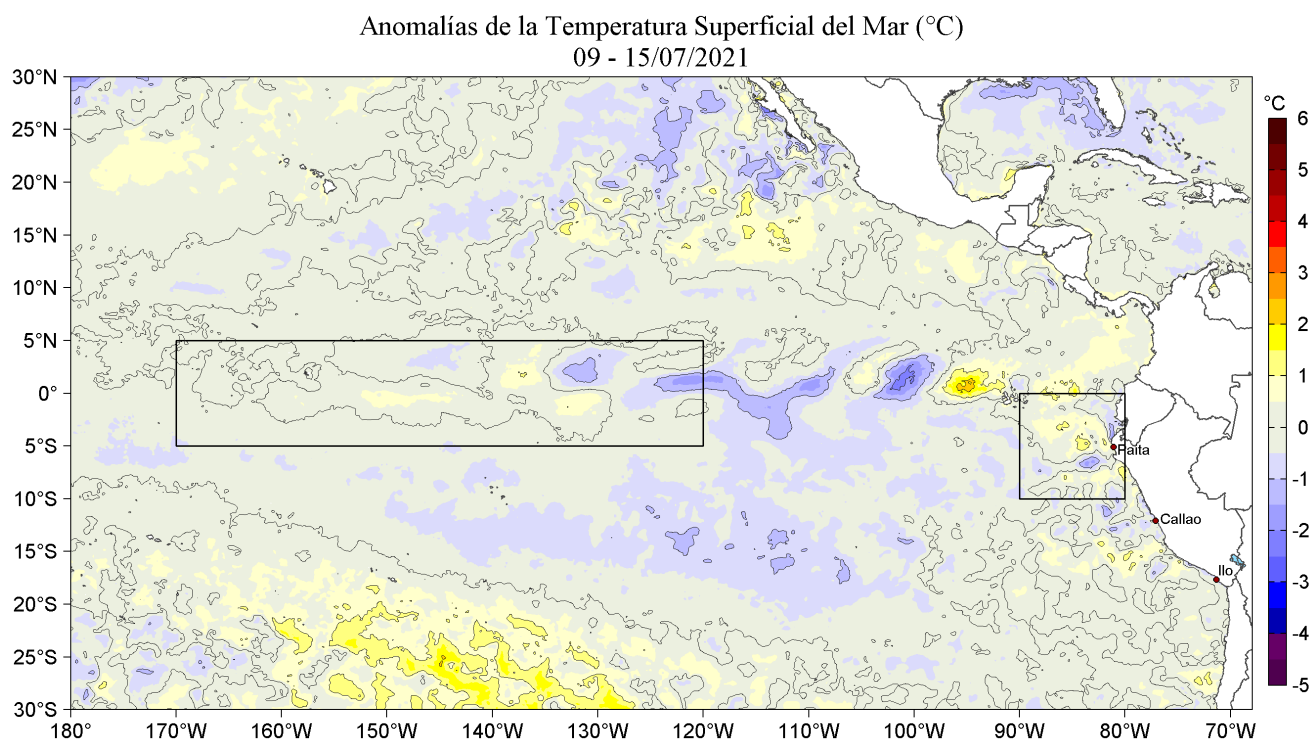 Anomalías de la Temperatura Superficial del Mar (°C)
09 - 15/07/2021
30°N
25°N
20°N
15°N
10°N
5°N
0°
5°S
10°S
15°S
20°S
25°S
30°S
180
170°W
160°W
150°W
140°W
130°W
120°W
110°W
100°W
90°W
80°W
70°W
Paita
Callao
Ilo
°C
6
5
4
3
2
1
0
-1
-2
-3
-4
-5